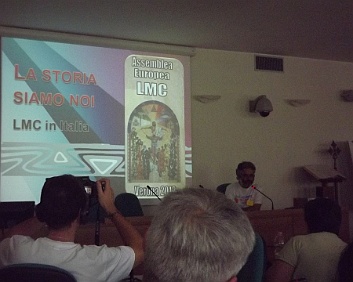 LA STORIA
SIAMO NOI
LMC in Italia
Assemblea
Europea
LMC